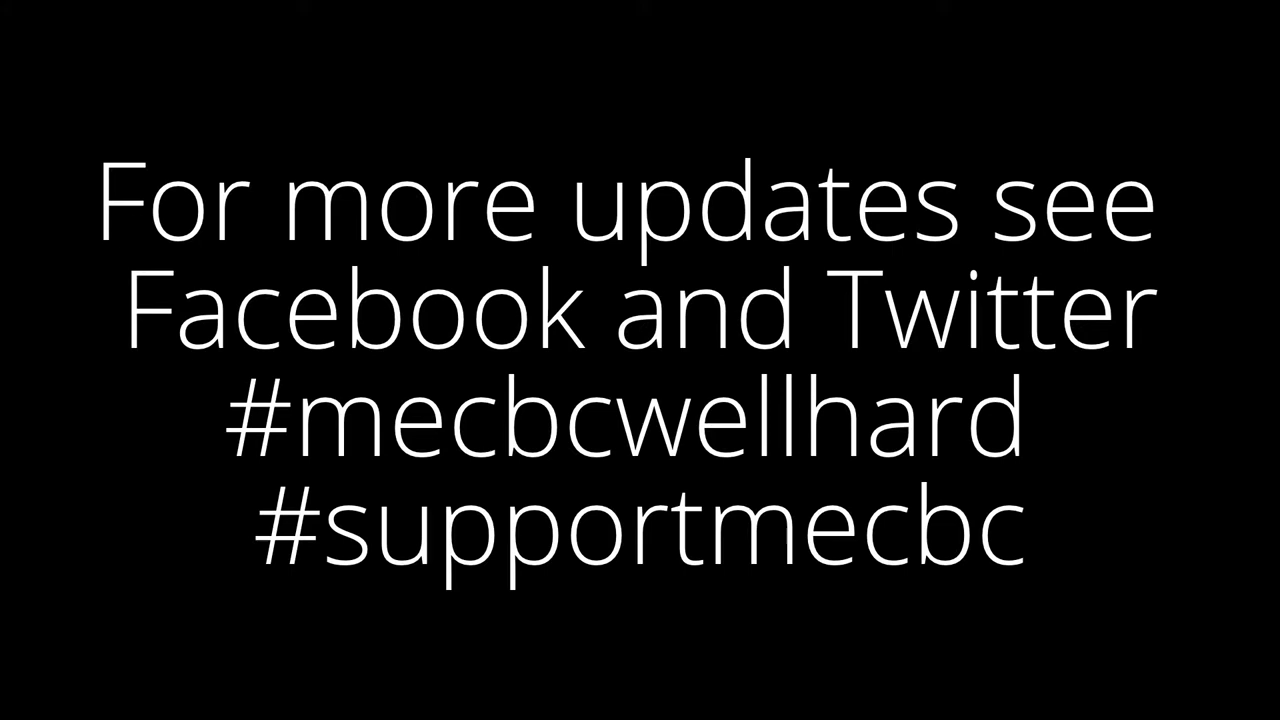 For more updates see
Facebook and Twitter
#mecbcwellhard
#supportmecbc